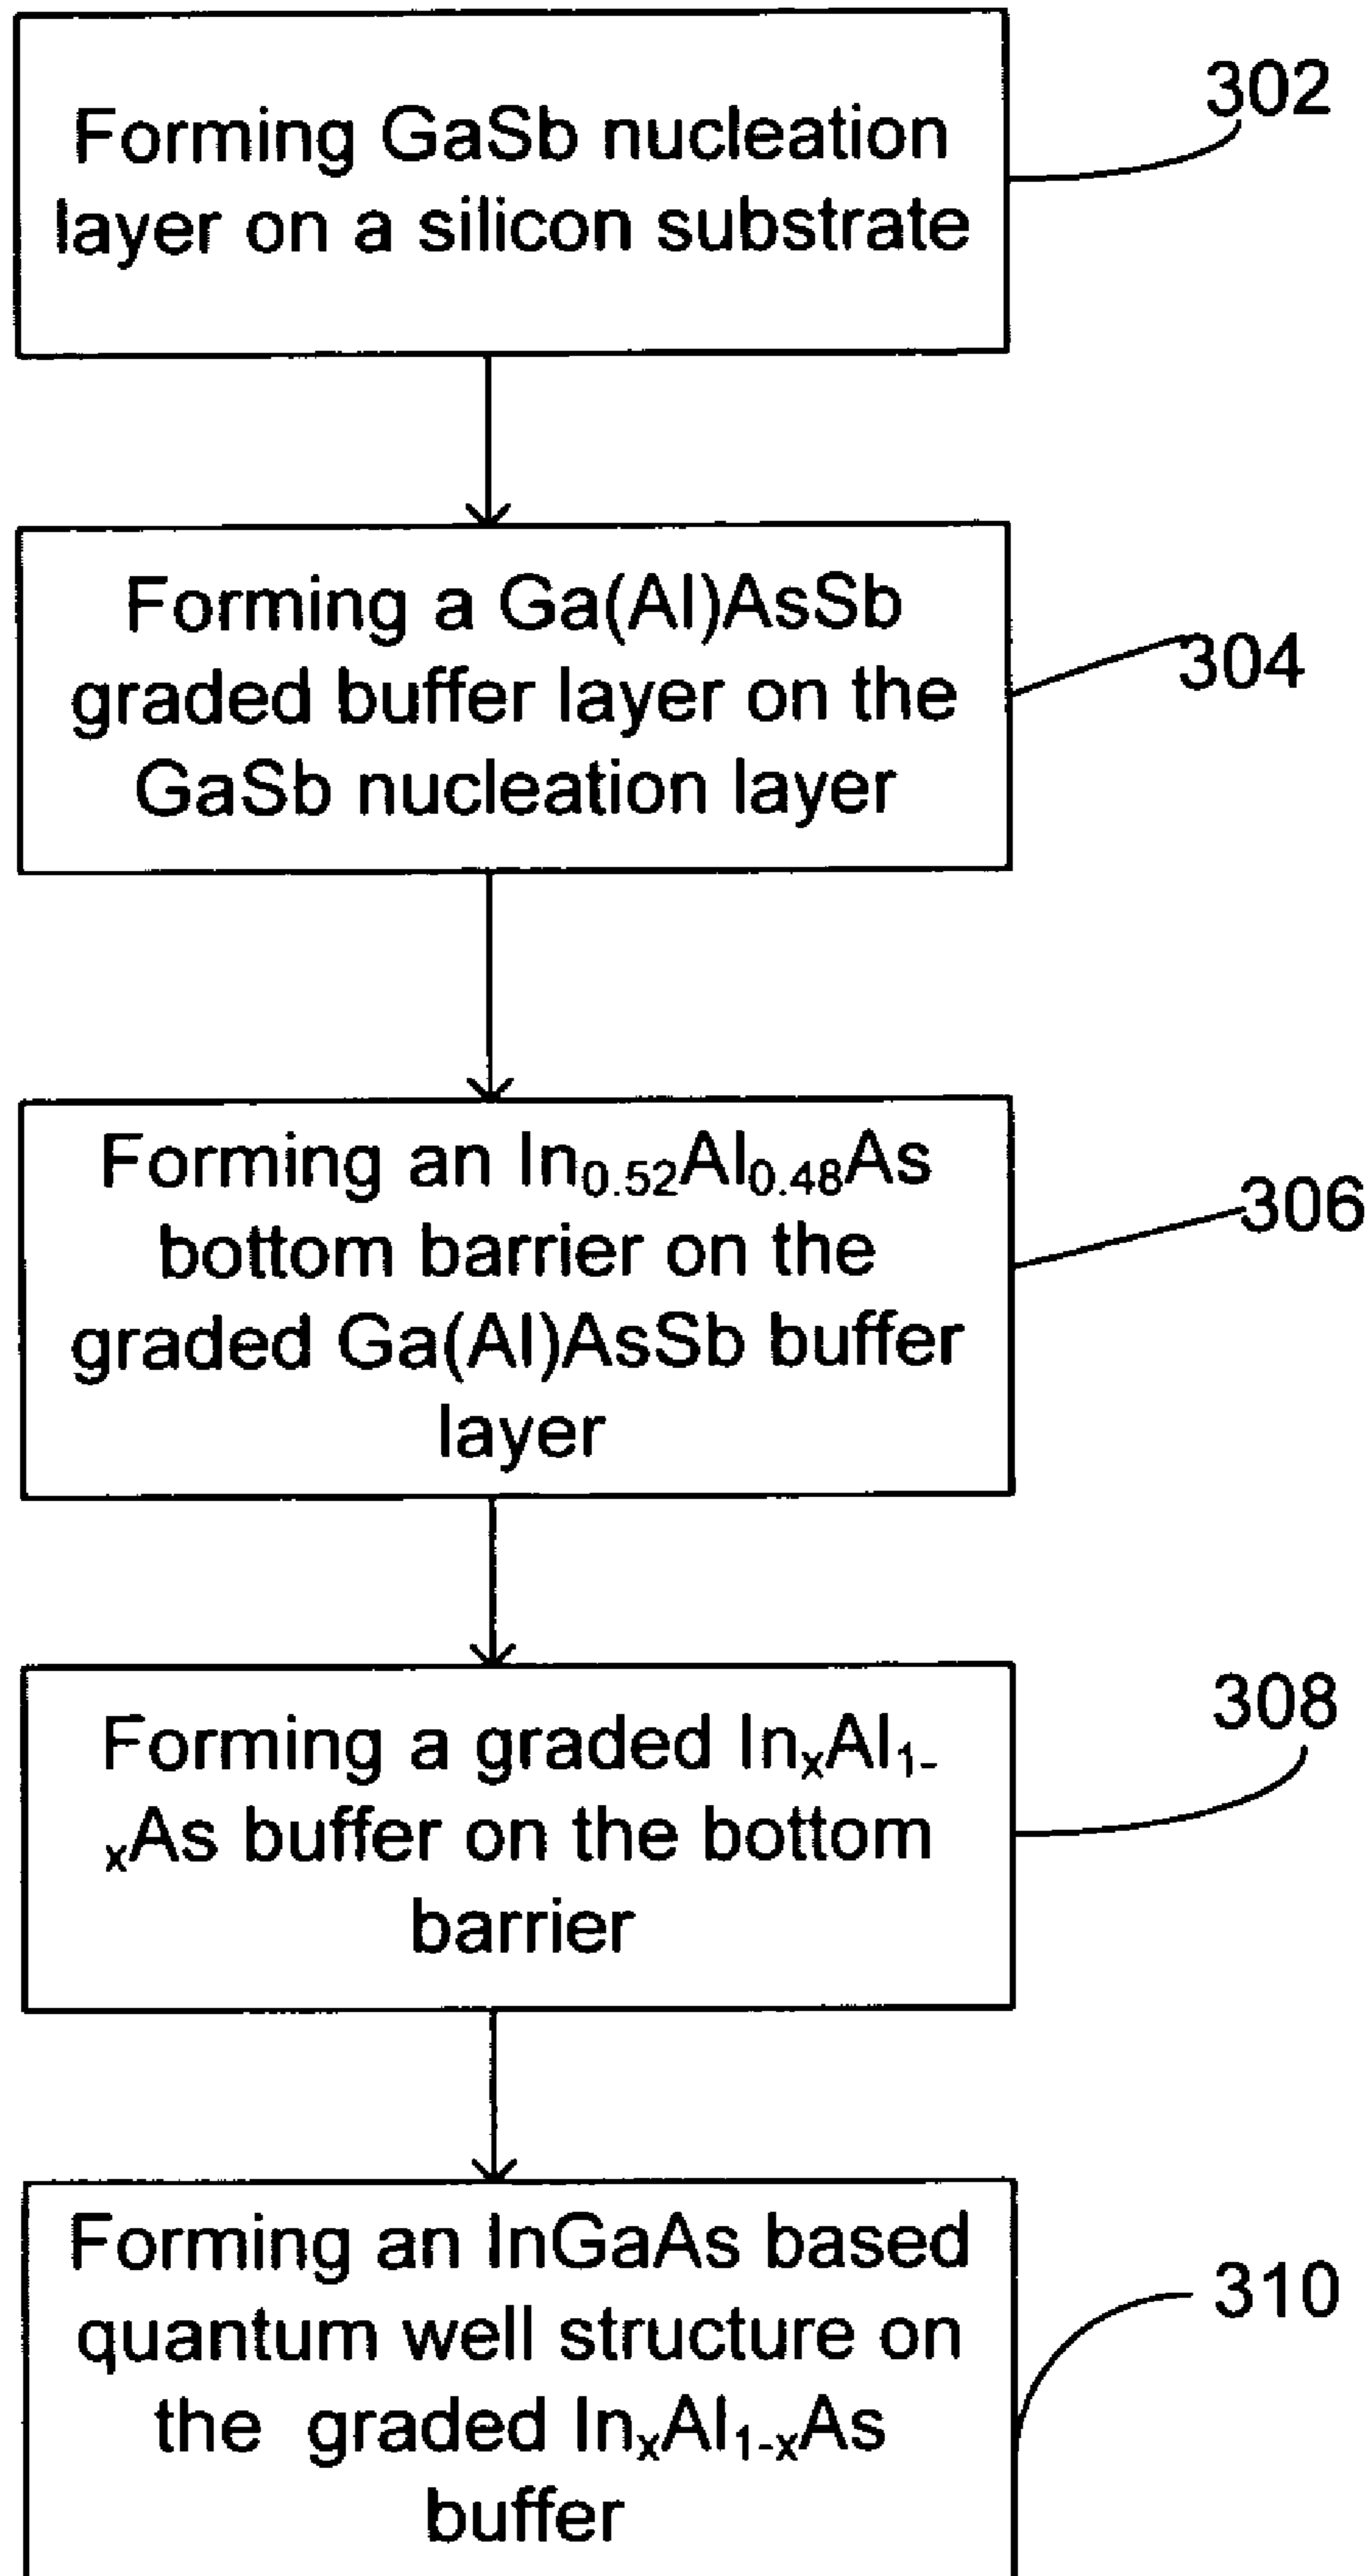 Forming GaSb nucleation
layer on a silicon substrate
302
Forming a Ga(Al)AsSb
graded buffer layer on the
GaSb nucleation layer
304
Forming an In₀.₅₂Al₀.₄₈As
bottom barrier on the
graded Ga(Al)AsSb buffer
layer
306
Forming a graded InₓAl₁₋
ₓAs buffer on the bottom
barrier
308
Forming an InGaAs based
quantum well structure on
the graded InₓAl₁₋ₓAs
buffer
310